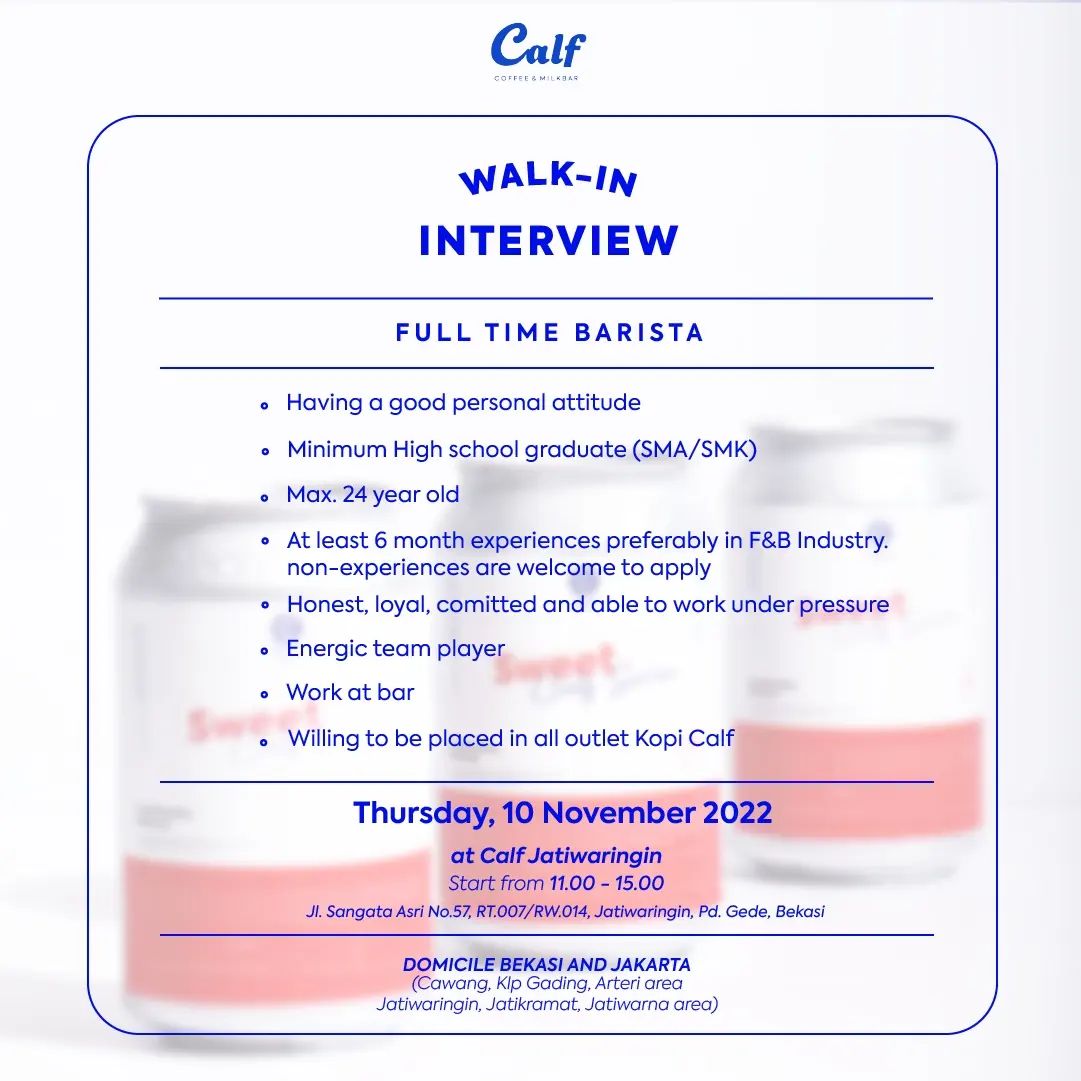 Calf
COFFEE & MILKBAR
WALK-IN
INTERVIEW
FULL TIME BARISTA
Having a good personal attitude
Minimum High school graduate (SMA/SMK)
Max. 24 year old
At least 6 month experiences preferably in F&B Industry.
non-experiences are welcome to apply
Honest, loyal, comitted and able to work under pressure
Energic team player
Work at bar
Willing to be placed in all outlet Kopi Calf
Thursday, 10 November 2022
at Calf Jatiwaringin
Start from 11.00 - 15.00
Jl. Sangata Asri No.57, RT.007/RW.014, Jatiwaringin, Pd. Gede, Bekasi
DOMICILE BEKASI AND JAKARTA
(Cawang, Klp Gading, Arteri area
Jatiwaringin, Jatikramat, Jatiwarna area)
Sweet
Sweet
Sweet